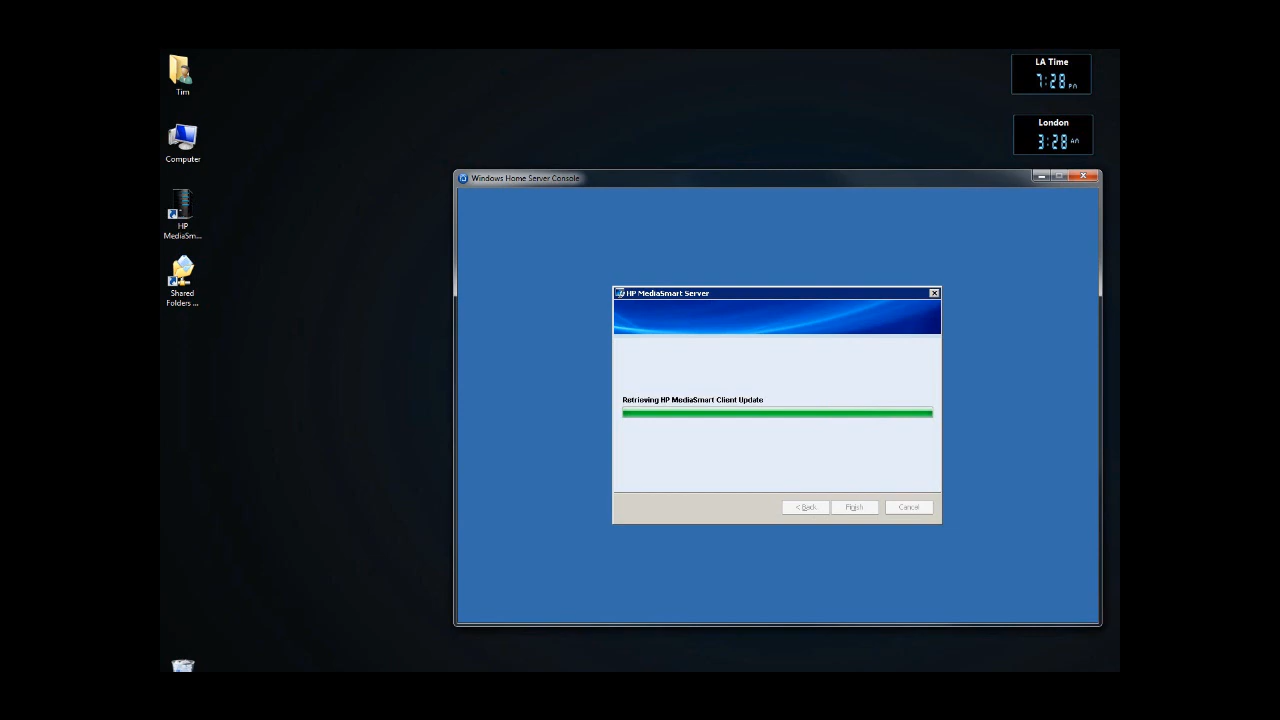 Tim
Computer
HP
MediaSm...
Shared
Folders ...
LA Time
7:28 PM
London
3:28 AM
Windows Home Server Console
HP MediaSmart Server
Retrieving HP MediaSmart Client Update
< Back
Finish
Cancel